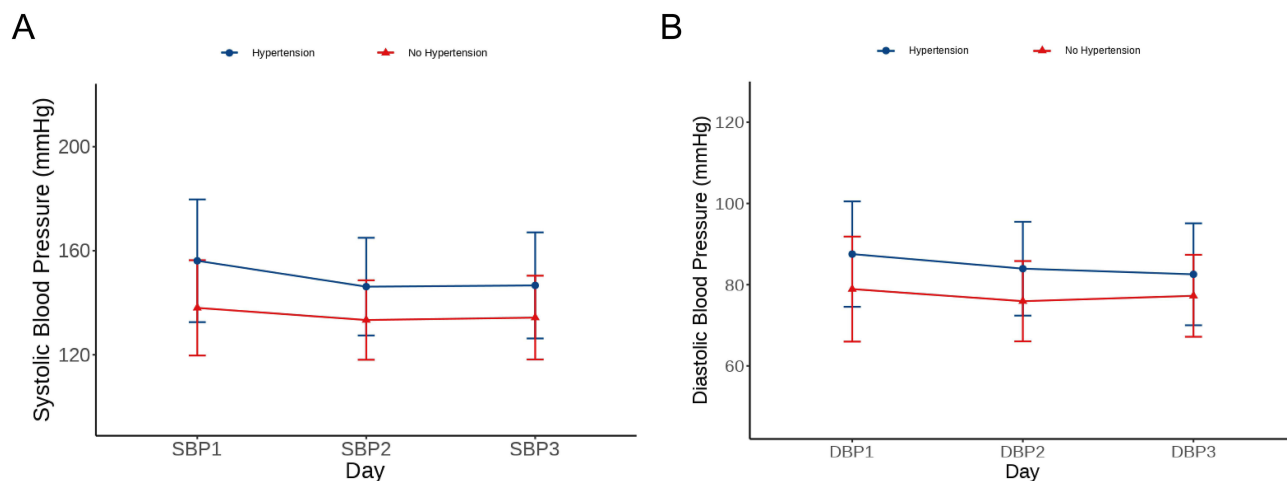 A
Hypertension No Hypertension
Systolic Blood Pressure (mmHg)
200
160
120
SBP1 SBP2 SBP3
Day
B
Hypertension No Hypertension
Diastolic Blood Pressure (mmHg)
120
100
80
60
DBP1 DBP2 DBP3
Day